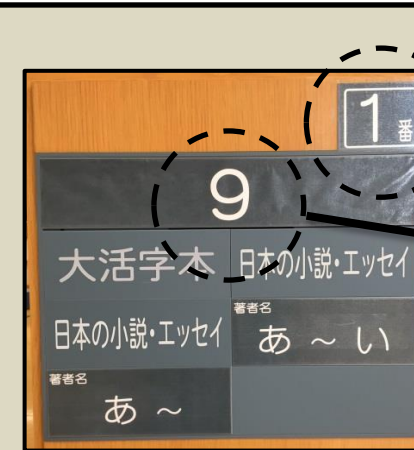 1番
9
大活字本
日本の小説・エッセイ
日本の小説・エッセイ
著者名
あ ～ い
著者名
あ ～